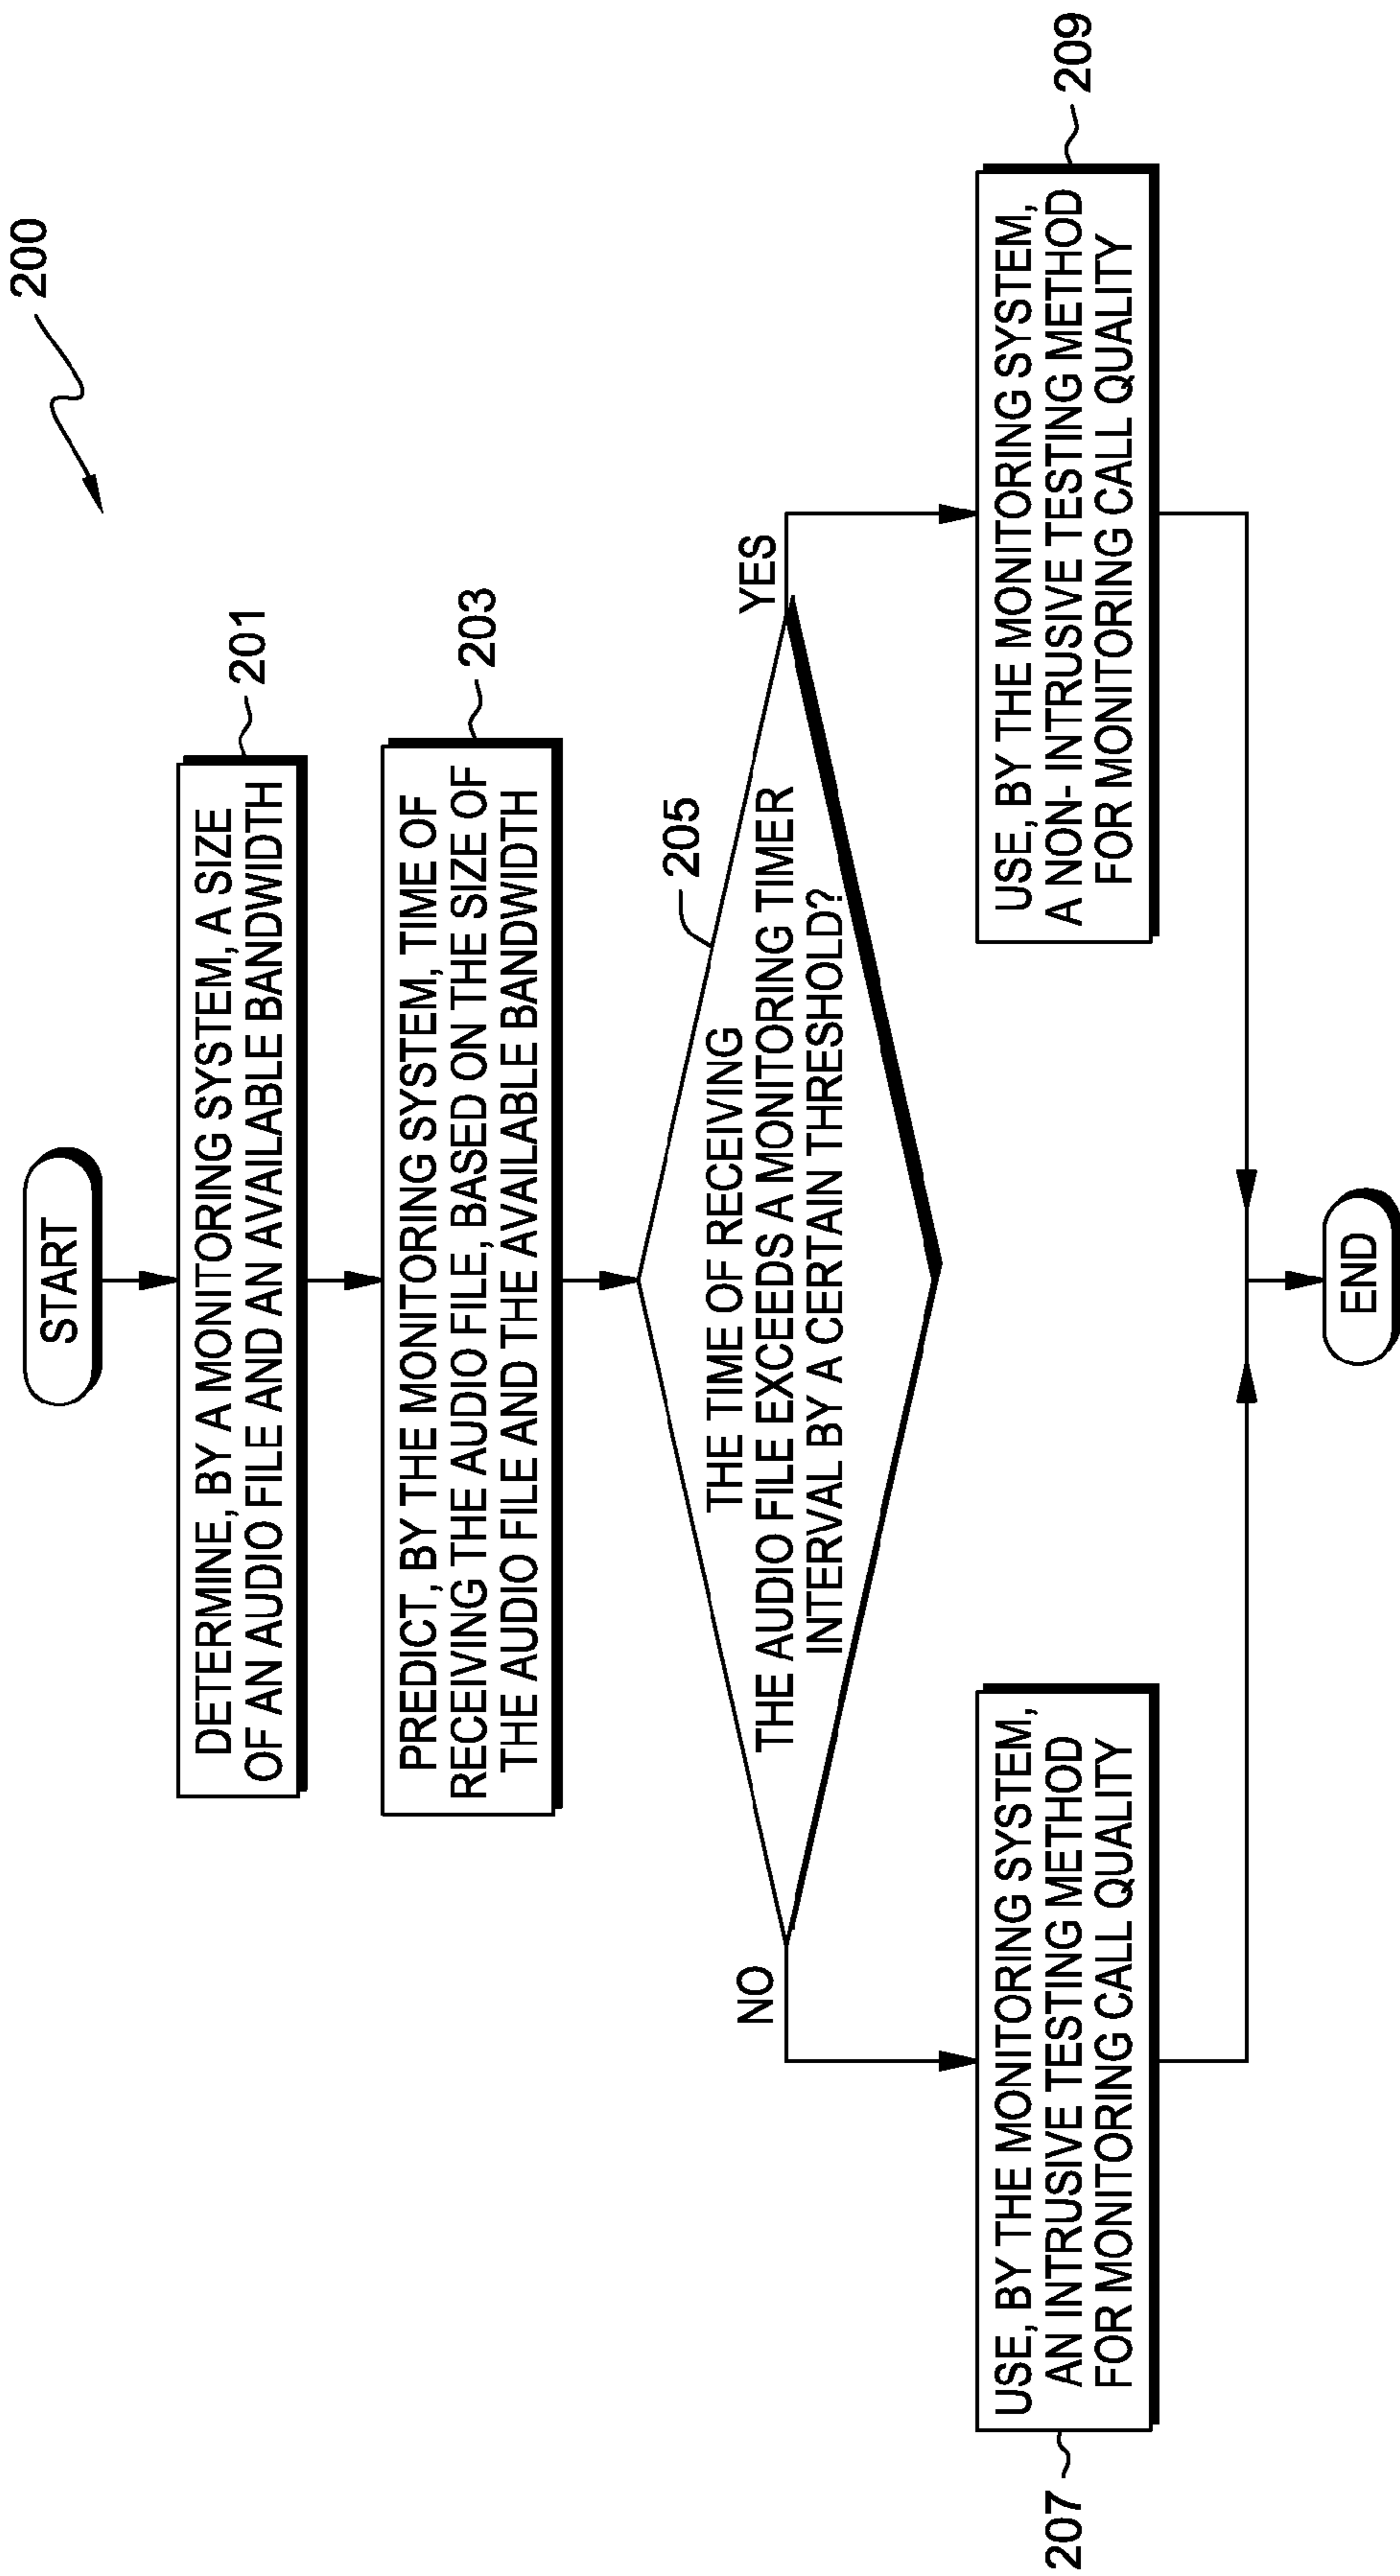 200
START
DETERMINE, BY A MONITORING SYSTEM, A SIZE
OF AN AUDIO FILE AND AN AVAILABLE BANDWIDTH
201
PREDICT, BY THE MONITORING SYSTEM, TIME OF
RECEIVING THE AUDIO FILE, BASED ON THE SIZE OF
THE AUDIO FILE AND THE AVAILABLE BANDWIDTH
203
205
THE TIME OF RECEIVING
THE AUDIO FILE EXCEEDS A MONITORING TIMER
INTERVAL BY A CERTAIN THRESHOLD?
NO
YES
USE, BY THE MONITORING SYSTEM,
AN INTRUSIVE TESTING METHOD
FOR MONITORING CALL QUALITY
207
USE, BY THE MONITORING SYSTEM,
A NON- INTRUSIVE TESTING METHOD
FOR MONITORING CALL QUALITY
209
END